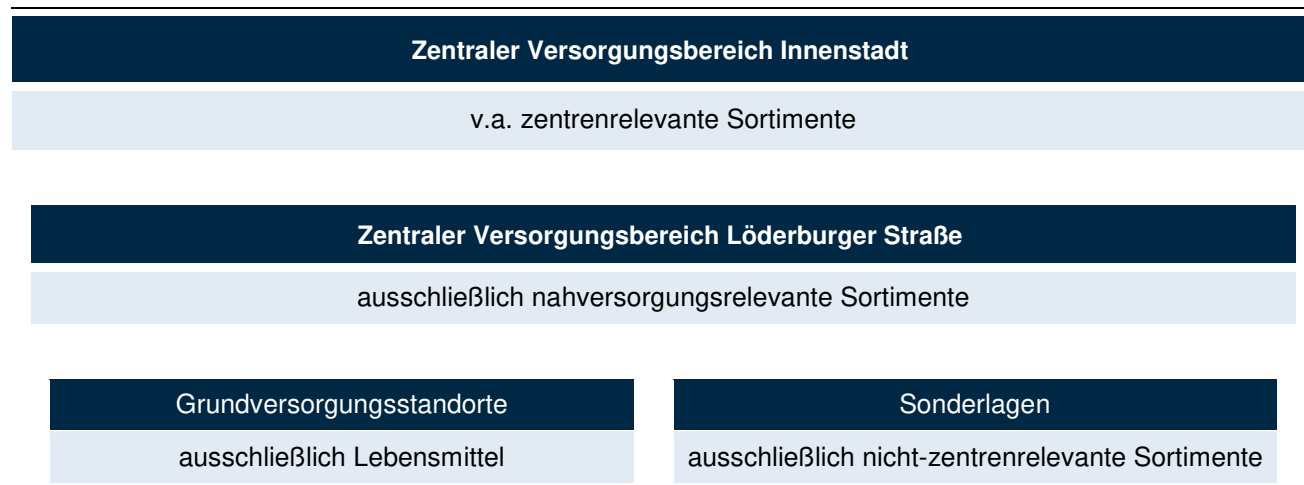 Zentraler Versorgungsbereich Innenstadt
v.a. zentrenrelevante Sortimente
Zentraler Versorgungsbereich Löderburger Straße
ausschließlich nahversorgungsrelevante Sortimente
Grundversorgungsstandorte
ausschließlich Lebensmittel
Sonderlagen
ausschließlich nicht-zentrenrelevante Sortimente